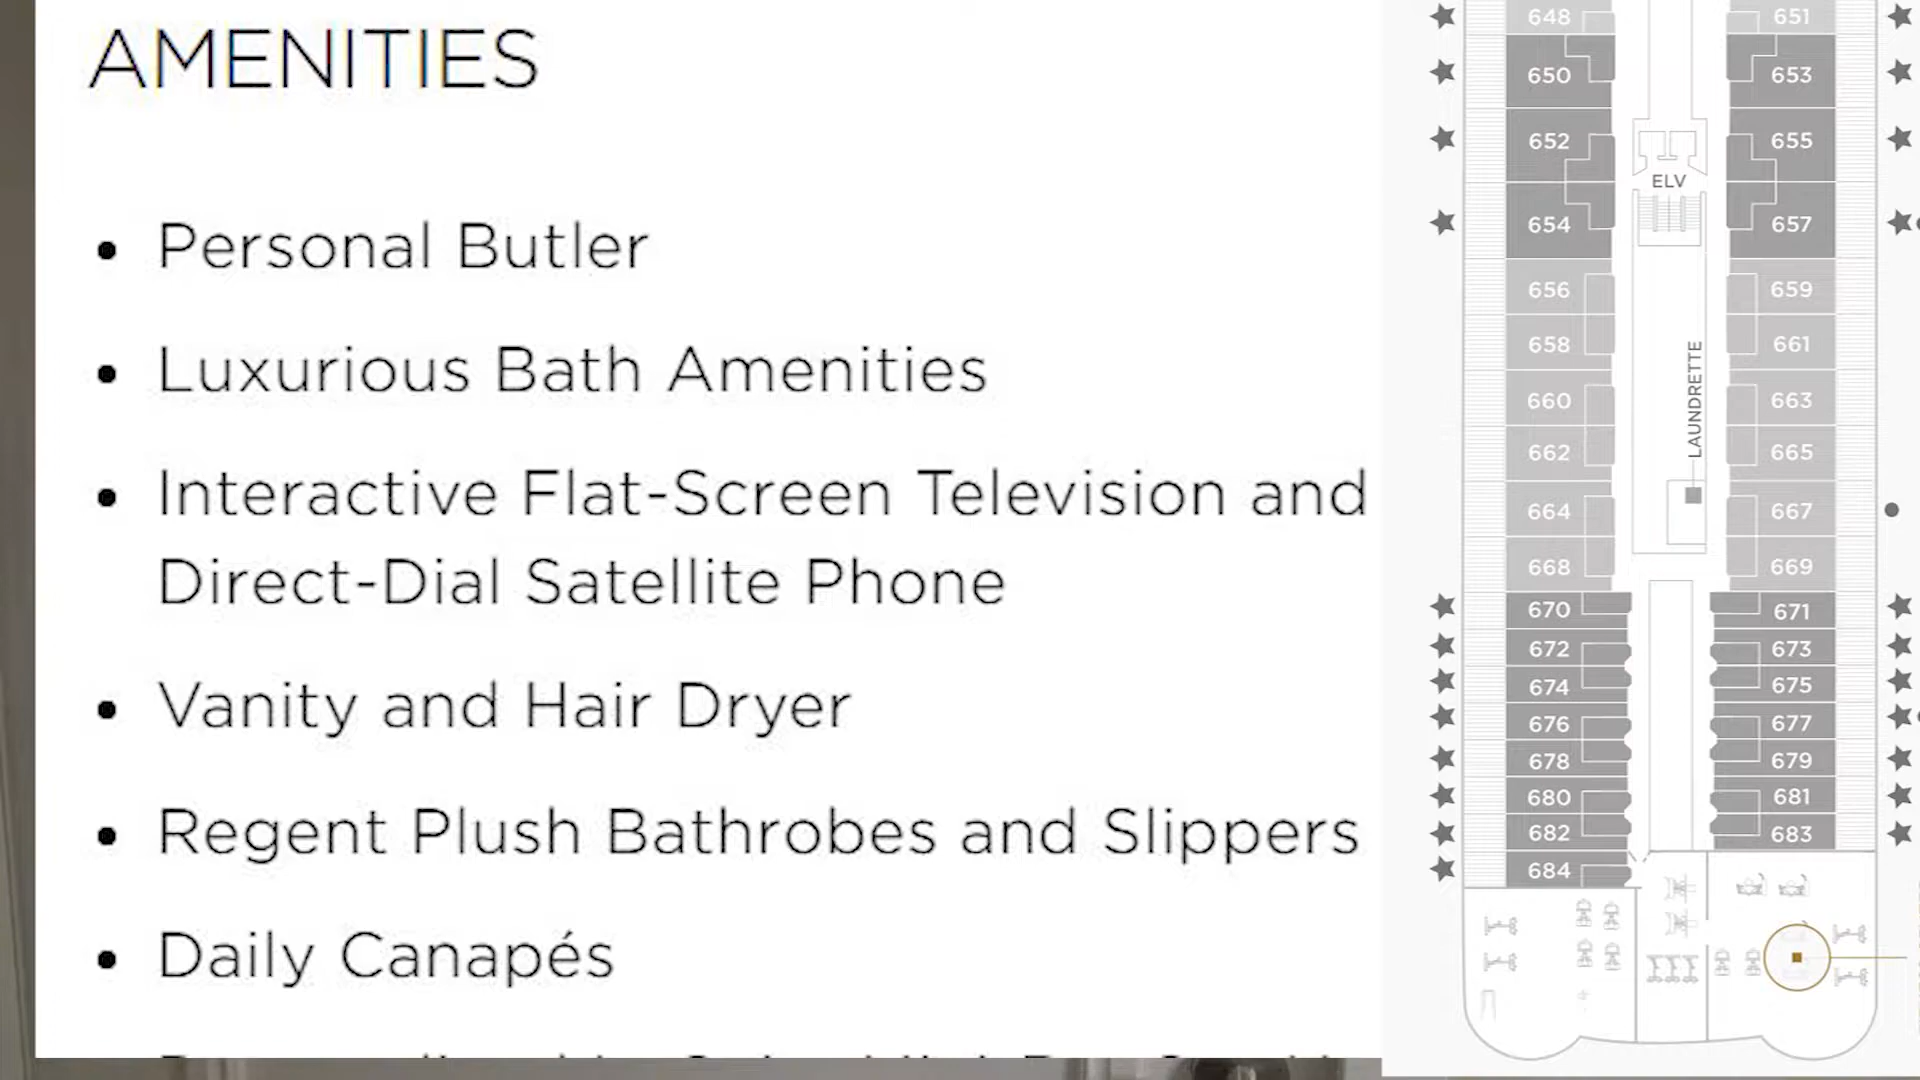 AMENITIES
• Personal Butler
• Luxurious Bath Amenities
• Interactive Flat-Screen Television and
Direct-Dial Satellite Phone
• Vanity and Hair Dryer
• Regent Plush Bathrobes and Slippers
• Daily Canapés
648 651
650 653
652 655
ELV
654 657
656 659
658 661
LAUNDRETTE
660 663
662 665
664 667
668 669
670 671
672 673
674 675
676 677
678 679
680 681
682 683
684